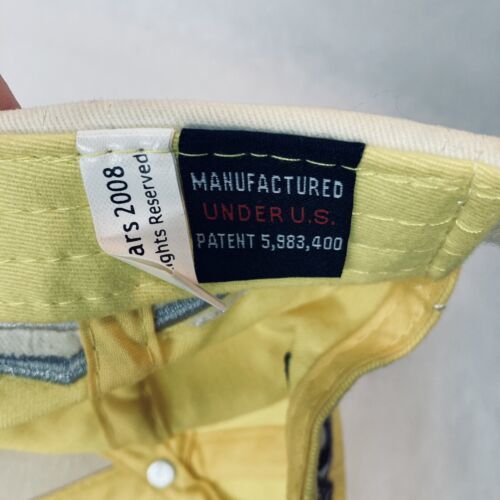 ars 2008
ights Reserved.
MANUFACTURED
UNDER U.S.
PATENT 5,983,400